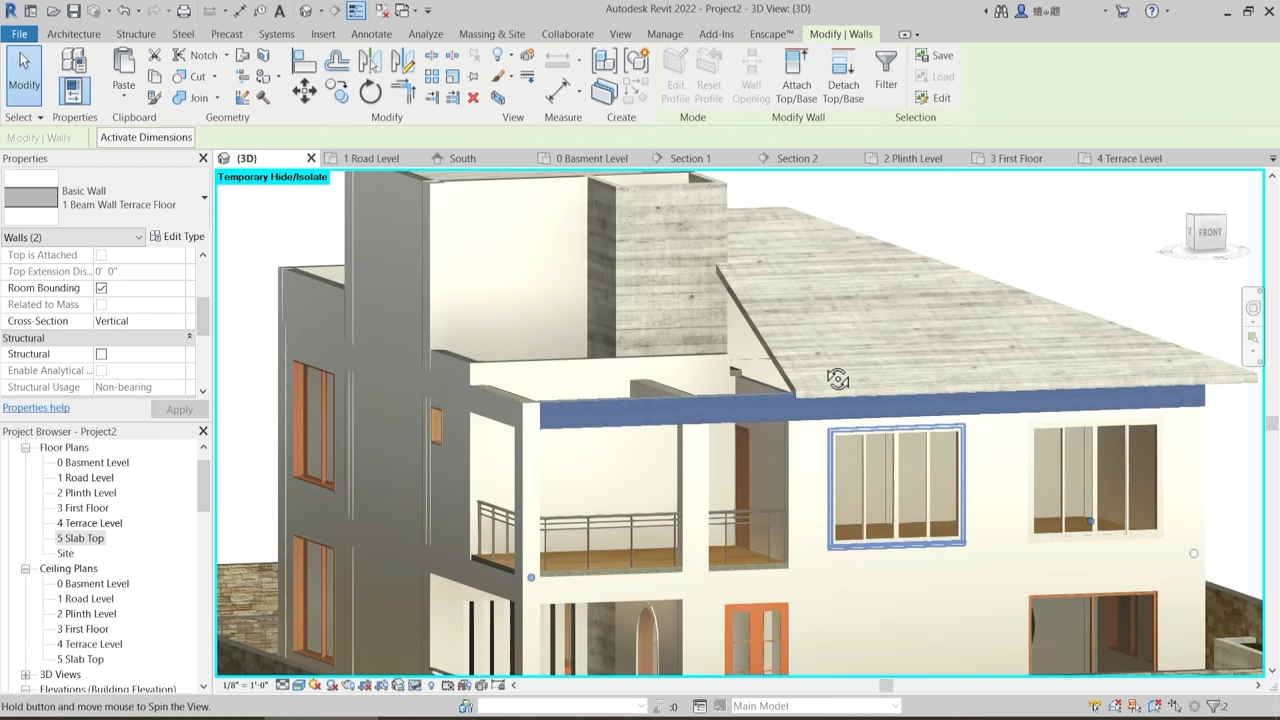 Autodesk Revit 2022 - Project2 - 3D View: {3D}
File Architecture Structure Steel Precast Systems Insert Annotate Analyze Massing & Site Collaborate View Manage Add-Ins Enscape™ Modify | Walls
Modify
Paste
Notch
Cut
Join
Edit Profile
Reset Profile
Wall Opening
Attach Top/Base
Detach Top/Base
Filter
Save
Load
Edit
Select Properties Clipboard Geometry Modify View Measure Create Mode Modify Wall Selection
Modify | Walls Activate Dimensions
Properties
{3D} 1 Road Level South 0 Basment Level Section 1 Section 2 2 Plinth Level 3 First Floor 4 Terrace Level
Temporary Hide/Isolate
Basic Wall
1 Beam Wall Terrace Floor
Walls (2) Edit Type
Top is Attached
Top Extension Dis... 0' 0"
Room Bounding
Related to Mass
Cross-Section Vertical
Structural
Structural
Enable Analytical ...
Structural Usage Non-bearing
Properties help Apply
Project Browser - Project2
Floor Plans
0 Basment Level
1 Road Level
2 Plinth Level
3 First Floor
4 Terrace Level
5 Slab Top
Site
Ceiling Plans
0 Basment Level
1 Road Level
2 Plinth Level
3 First Floor
4 Terrace Level
5 Slab Top
3D Views
Elevations (Building Elevation)
FRONT
1/8" = 1'-0"
Hold button and move mouse to Spin the View.
:0
Main Model
:2